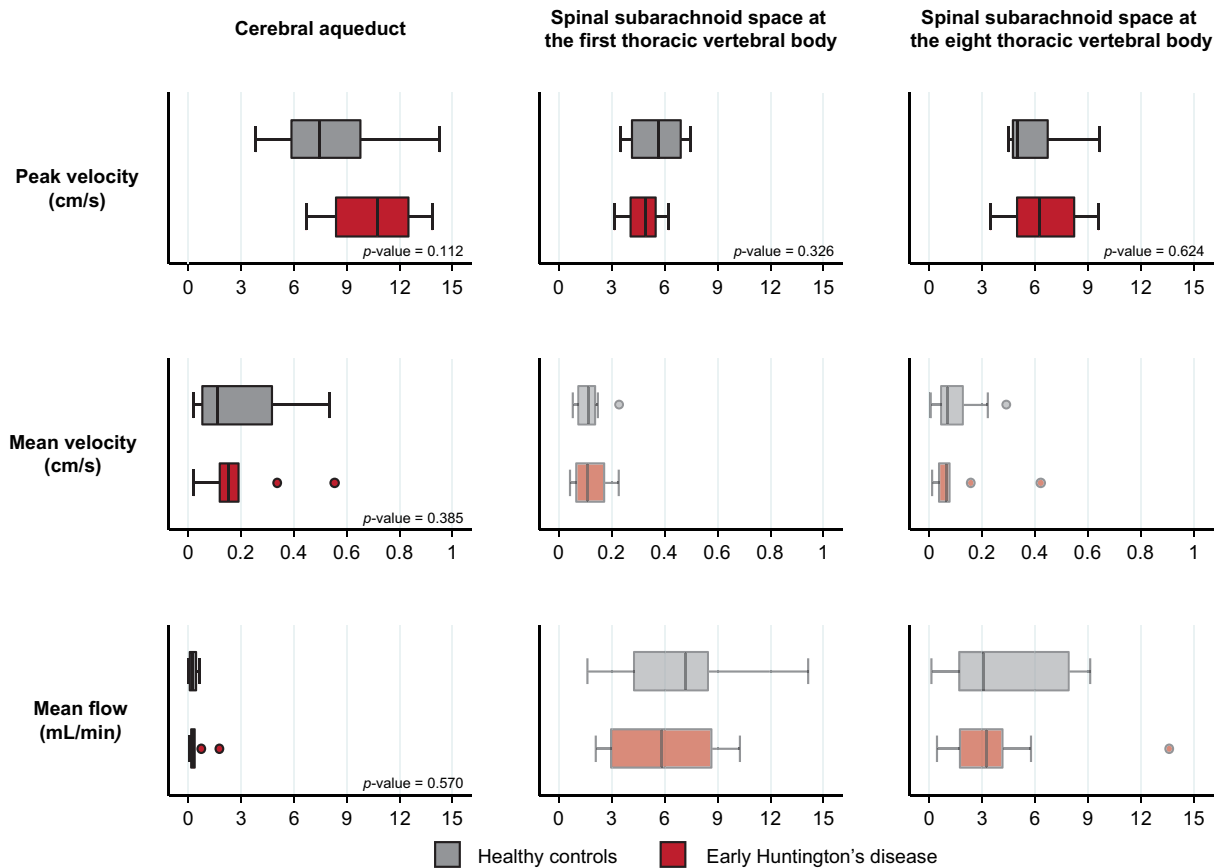 Cerebral aqueduct
Spinal subarachnoid space at
the first thoracic vertebral body
Spinal subarachnoid space at
the eight thoracic vertebral body
Peak velocity
(cm/s)
p-value = 0.112
p-value = 0.326
p-value = 0.624
0 3 6 9 12 15
0 3 6 9 12 15
0 3 6 9 12 15
Mean velocity
(cm/s)
p-value = 0.385
0 0.2 0.4 0.6 0.8 1
0 0.2 0.4 0.6 0.8 1
0 0.2 0.4 0.6 0.8 1
Mean flow
(mL/min)
p-value = 0.570
0 3 6 9 12 15
0 3 6 9 12 15
0 3 6 9 12 15
Healthy controls
Early Huntington's disease